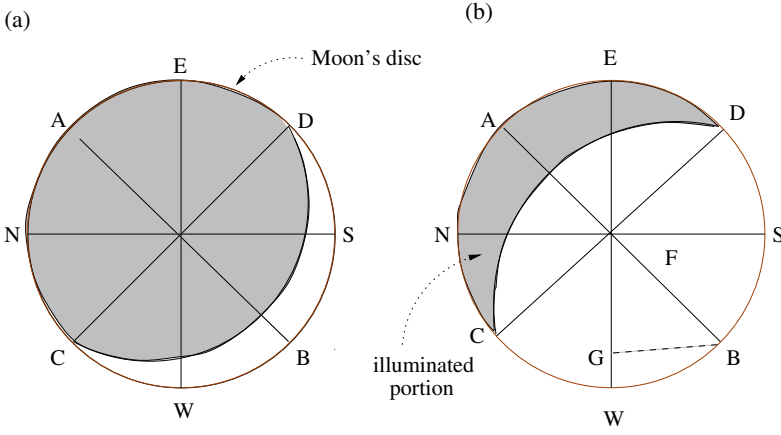 (a)
Moon's disc
E
A
D
N
S
C
B
W
(b)
E
A
D
N
S
F
C
G
B
illuminated
portion
W